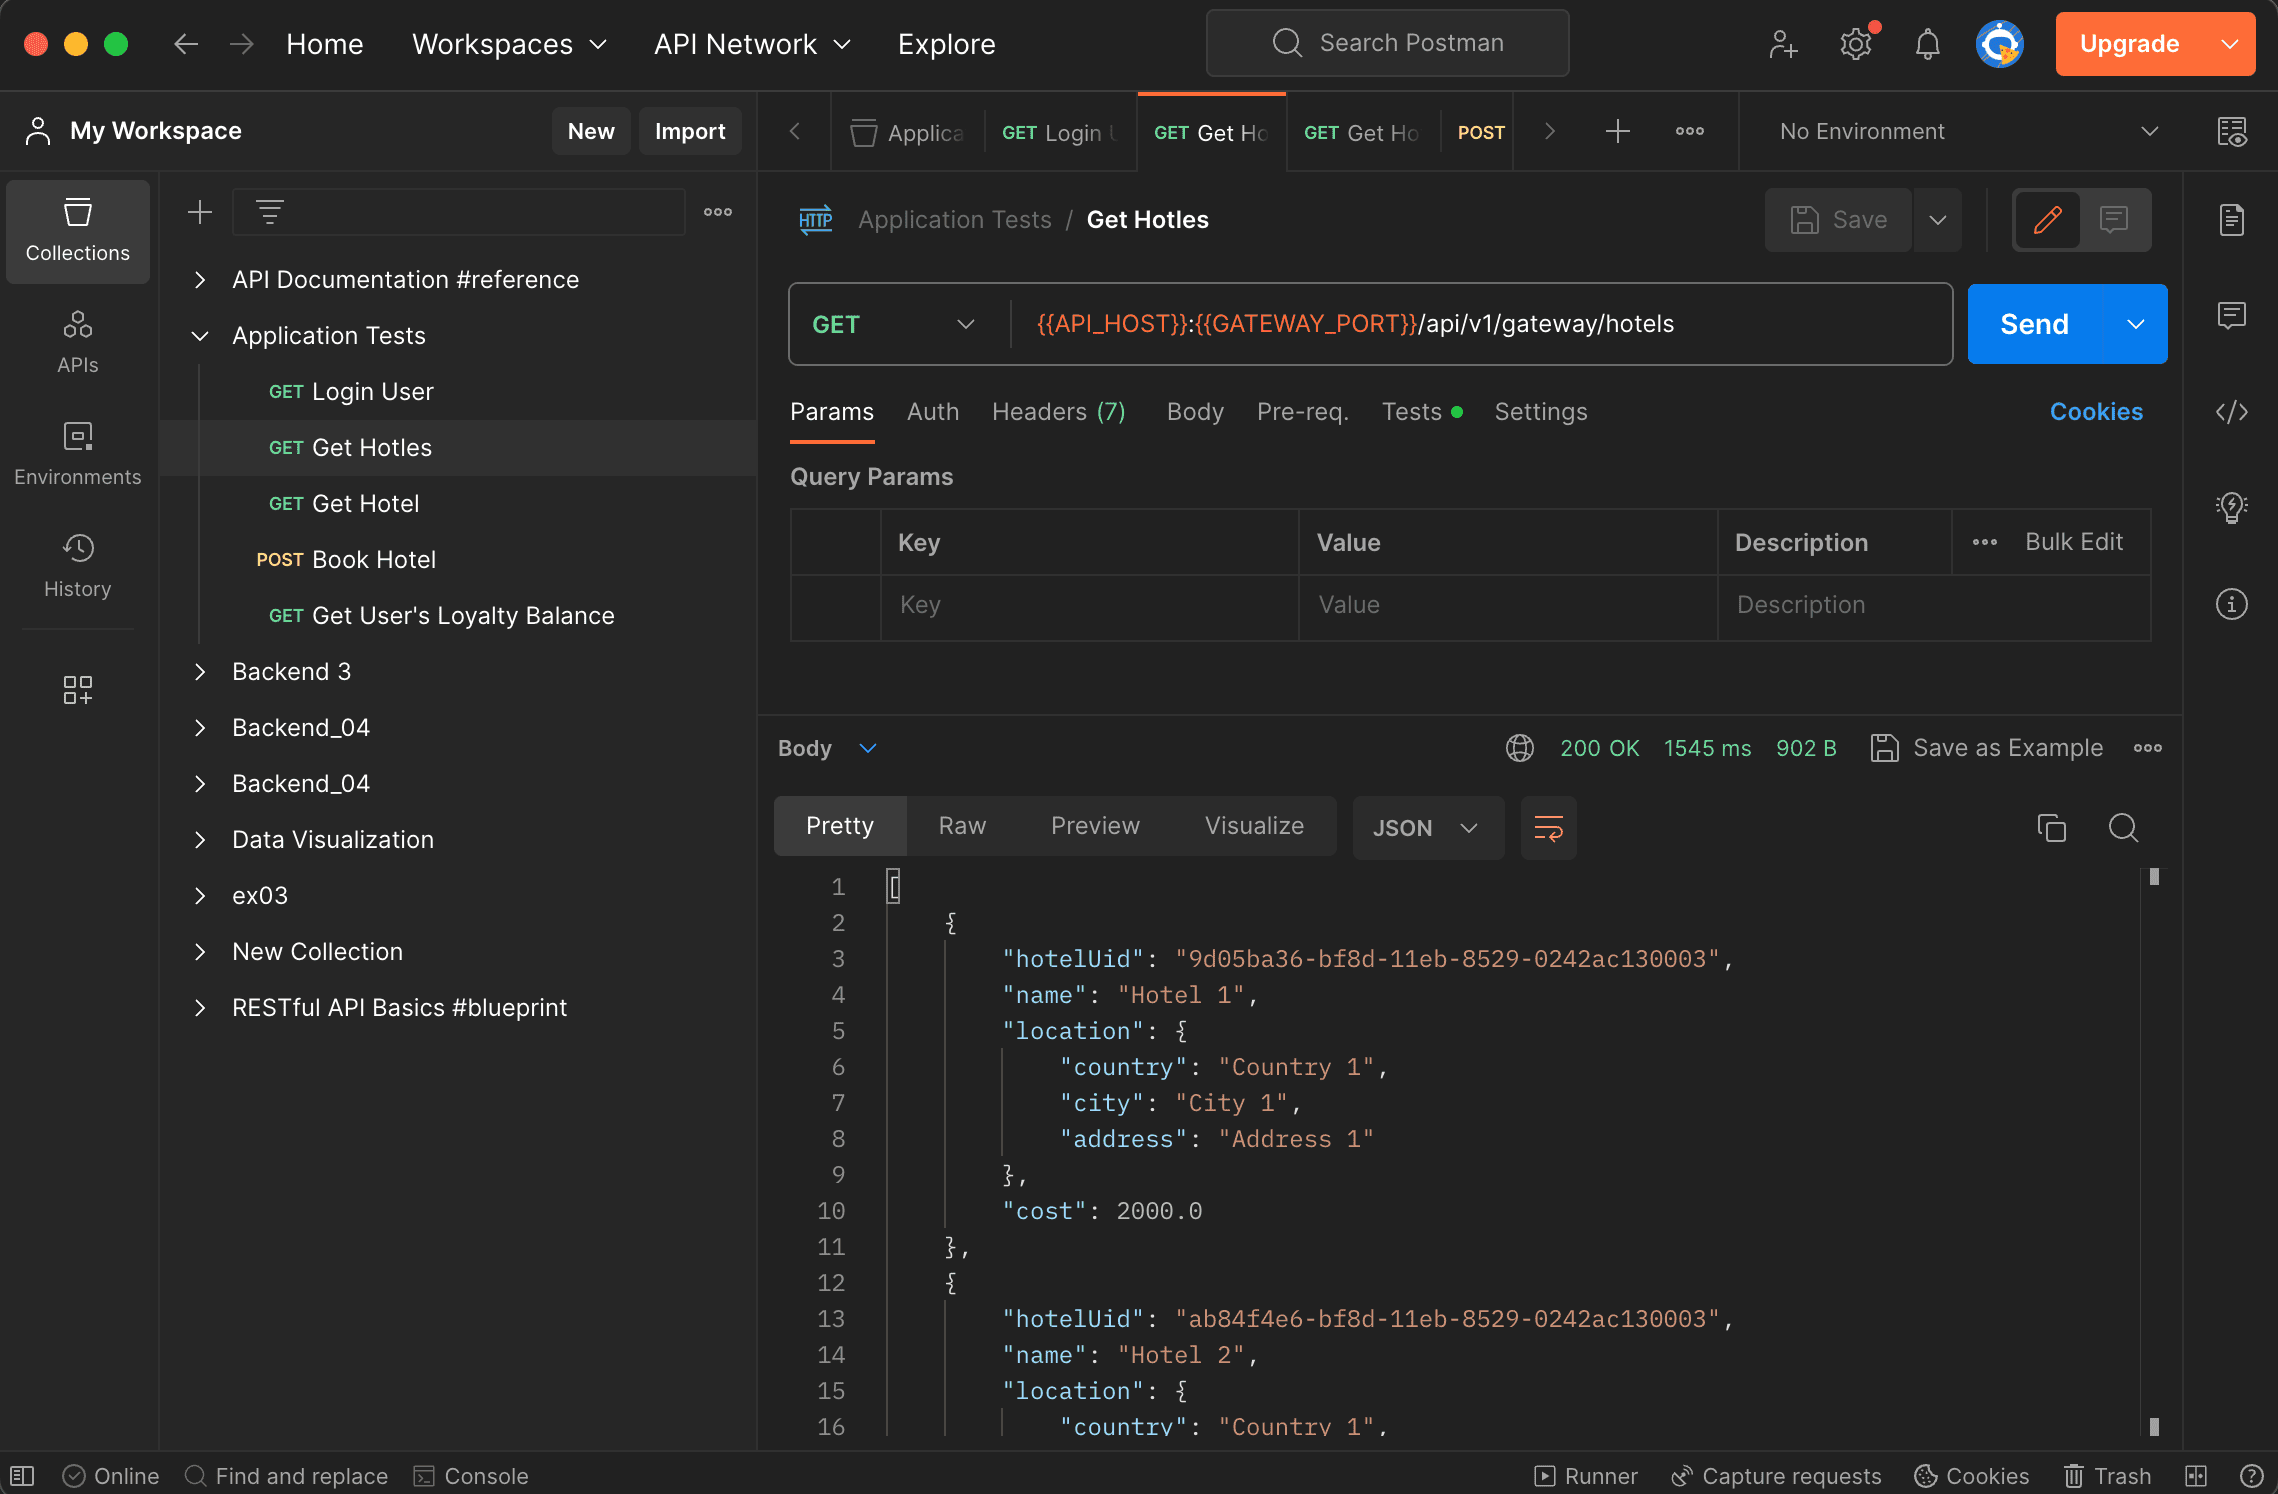 Home Workspaces API Network Explore Search Postman Upgrade
My Workspace New Import
Applica GET Login GET Get Ho GET Get Ho POST No Environment
Collections
APIs
Environments
History
API Documentation #reference
Application Tests
GET Login User
GET Get Hotles
GET Get Hotel
POST Book Hotel
GET Get User's Loyalty Balance
Backend 3
Backend_04
Backend_04
Data Visualization
ex03
New Collection
RESTful API Basics #blueprint
HTTP Application Tests / Get Hotles Save
GET {{API_HOST}}:{{GATEWAY_PORT}}/api/v1/gateway/hotels Send
Params Auth Headers (7) Body Pre-req. Tests Settings Cookies
Query Params
Key Value Description Bulk Edit
Key Value Description
Body 200 OK 1545 ms 902 B Save as Example
Pretty Raw Preview Visualize JSON
1 [
2 {
3 "hotelUid": "9d05ba36-bf8d-11eb-8529-0242ac130003",
4 "name": "Hotel 1",
5 "location": {
6 "country": "Country 1",
7 "city": "City 1",
8 "address": "Address 1"
9 },
10 "cost": 2000.0
11 },
12 {
13 "hotelUid": "ab84f4e6-bf8d-11eb-8529-0242ac130003",
14 "name": "Hotel 2",
15 "location": {
16 "country": "Country 1",
Online Find and replace Console Runner Capture requests Cookies Trash